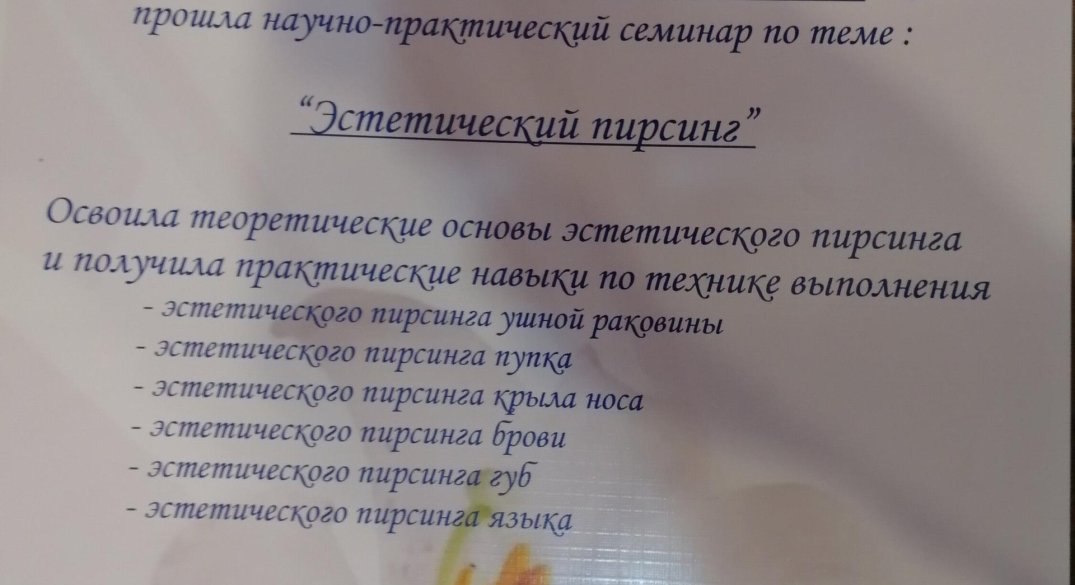 прошла научно-практический семинар по теме :
“Эстетический пирсинг”
Освоила теоретические основы эстетического пирсинга
и получила практические навыки по технике выполнения
- эстетического пирсинга ушной раковины
- эстетического пирсинга пупка
- эстетического пирсинга крыла носа
- эстетического пирсинга брови
- эстетического пирсинга губ
- эстетического пирсинга языка